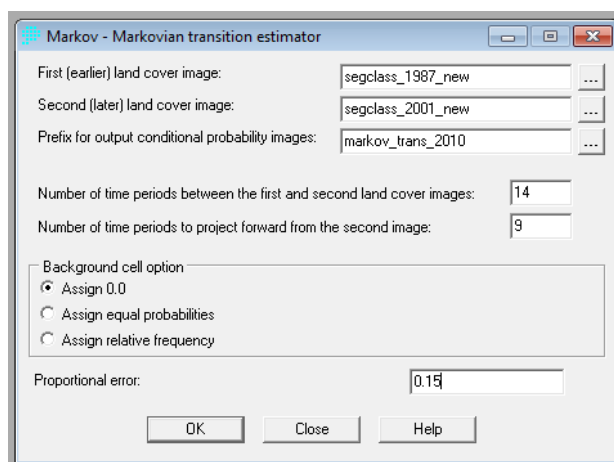 Markov - Markovian transition estimator
First (earlier) land cover image: segclass_1987_new ...
Second (later) land cover image: segclass_2001_new ...
Prefix for output conditional probability images: markov_trans_2010 ...
Number of time periods between the first and second land cover images: 14
Number of time periods to project forward from the second image: 9
Background cell option
Assign 0.0
Assign equal probabilities
Assign relative frequency
Proportional error: 0.15
OK Close Help